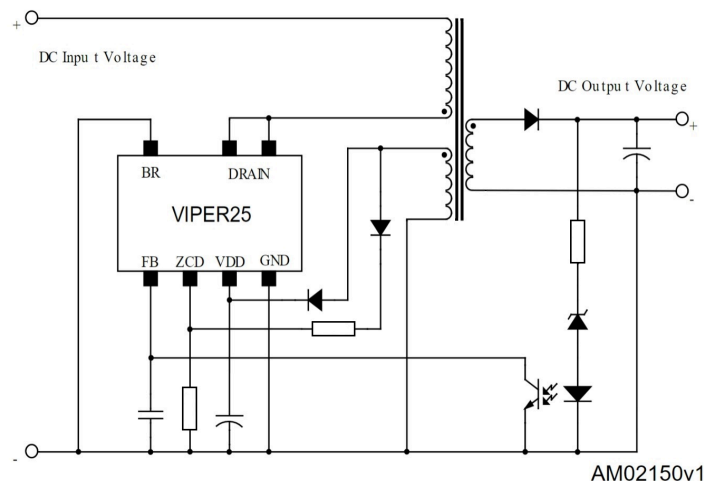 +
DC Inpu t Voltage
DC Outpu t Voltage
+
-
BR
DRAIN
VIPER25
FB
ZCD
VDD
GND
-
AM02150v1